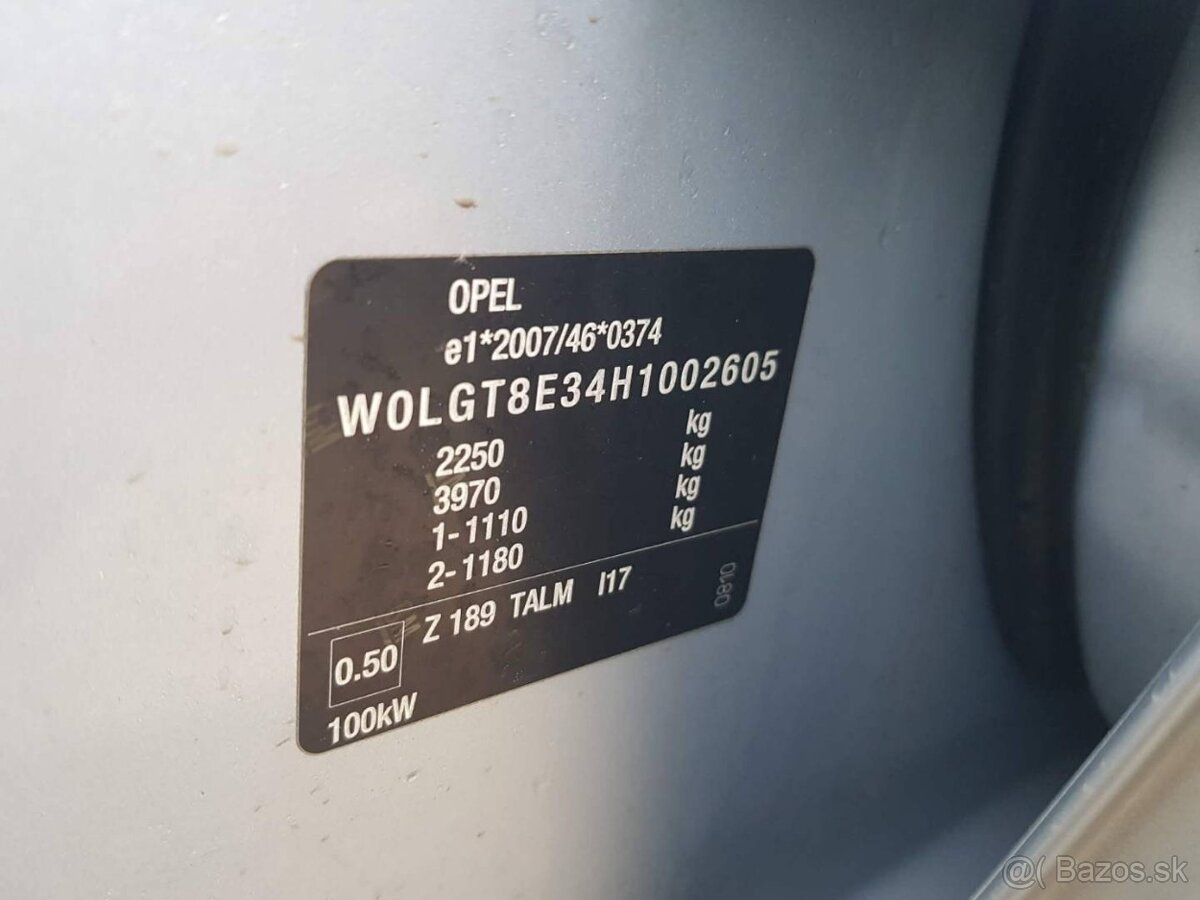 OPEL
e1*2007/46*0374
W0LGT8E34H1002605
2250 kg
3970 kg
1-1110 kg
2-1180 kg
Z 189 TALM I17
0810
0.50
100kW
@( Bazos.sk